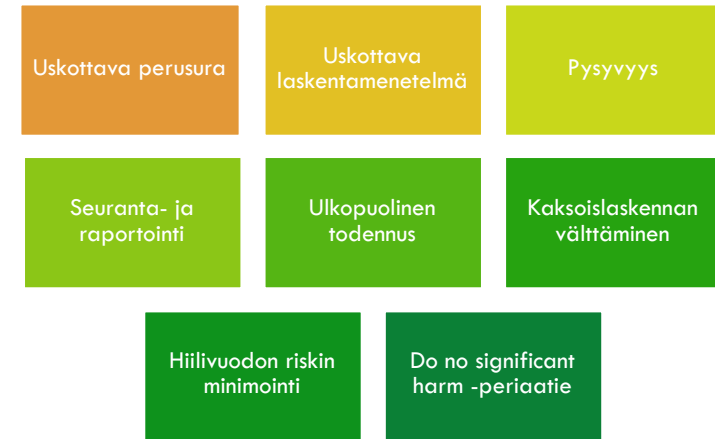 Uskottava perusura
Uskottava
laskentamenetelmä
Pysyvyys
Seuranta- ja
raportointi
Ulkopuolinen
todennus
Kaksoislaskennan
välttäminen
Hiilivuodon riskin
minimointi
Do no significant
harm -periaatie